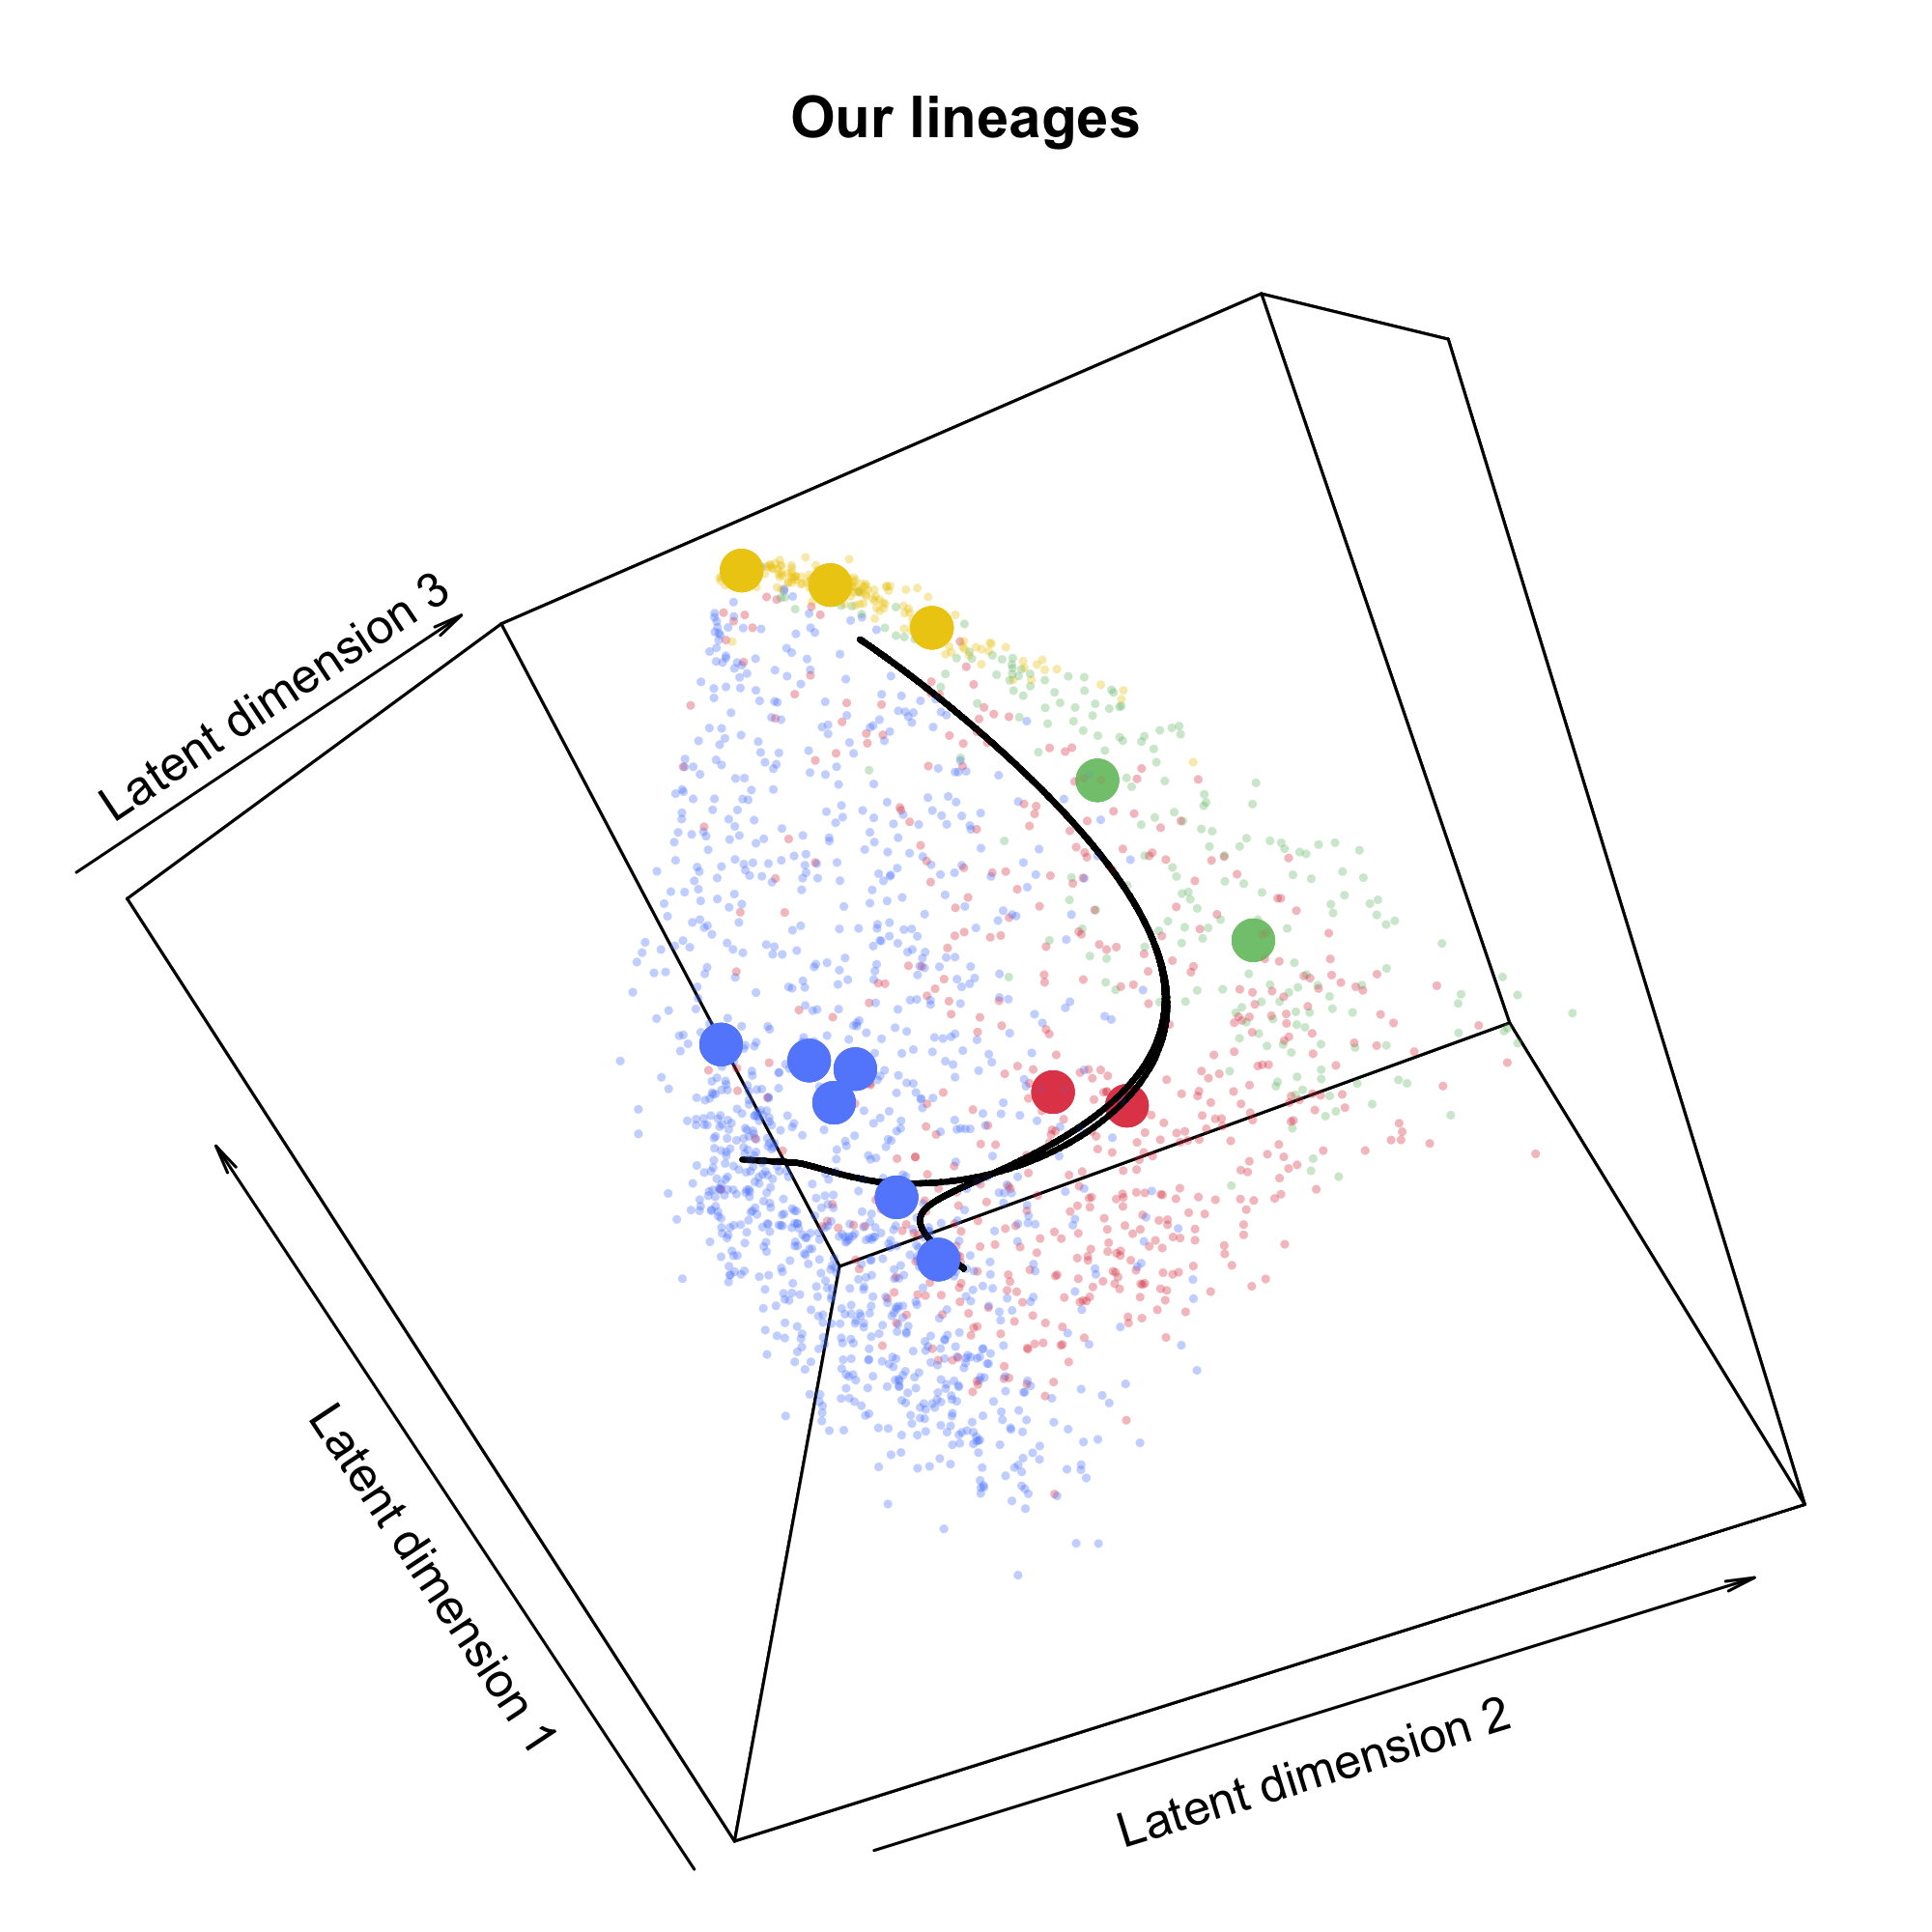 Our lineages
Latent dimension 3
Latent dimension 1
Latent dimension 2